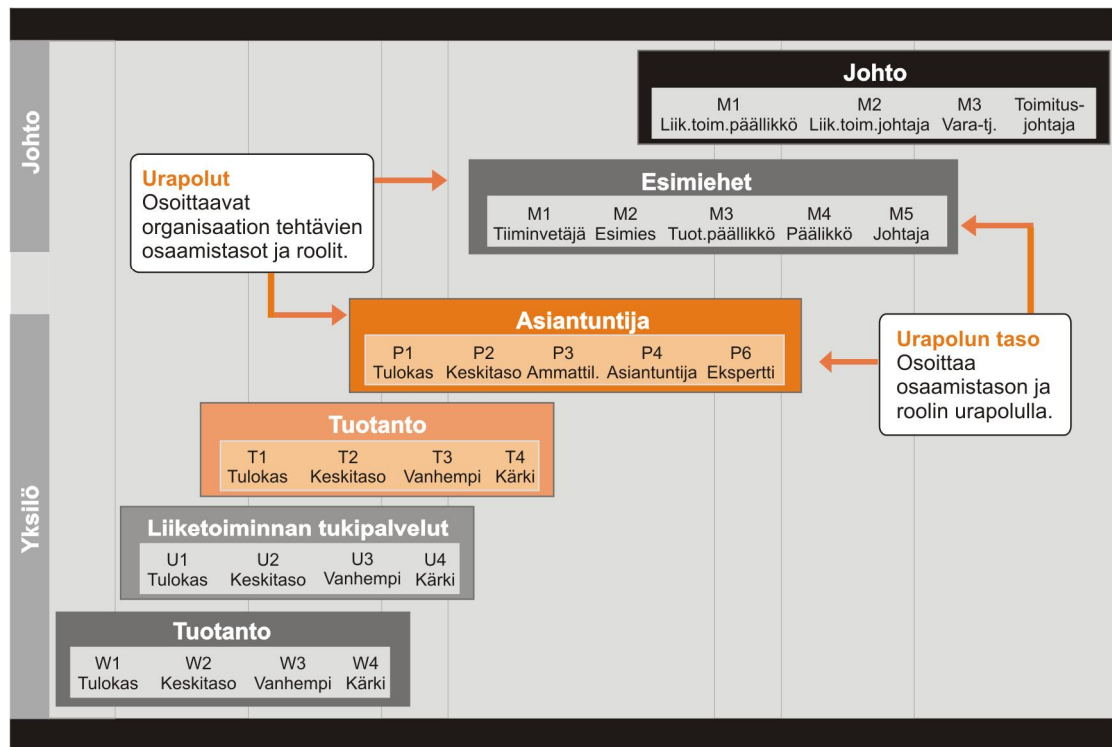 Johto
Johto
M1 M2 M3 Toimitus-
Liik.toim.päällikkö Liik.toim.johtaja Vara-tj. johtaja
Urapolut
Osoittaavat
organisaation tehtävien
osaamistasot ja roolit.
Esimiehet
M1 M2 M3 M4 M5
Tiiminvetäjä Esimies Tuot.päällikkö Päälikkö Johtaja
Yksilö
Asiantuntija
P1 P2 P3 P4 P6
Tulokas Keskitaso Ammattil. Asiantuntija Ekspertti
Urapolun taso
Osoittaa
osaamistason ja
roolin urapolulla.
Tuotanto
T1 T2 T3 T4
Tulokas Keskitaso Vanhempi Kärki
Liiketoiminnan tukipalvelut
U1 U2 U3 U4
Tulokas Keskitaso Vanhempi Kärki
Tuotanto
W1 W2 W3 W4
Tulokas Keskitaso Vanhempi Kärki